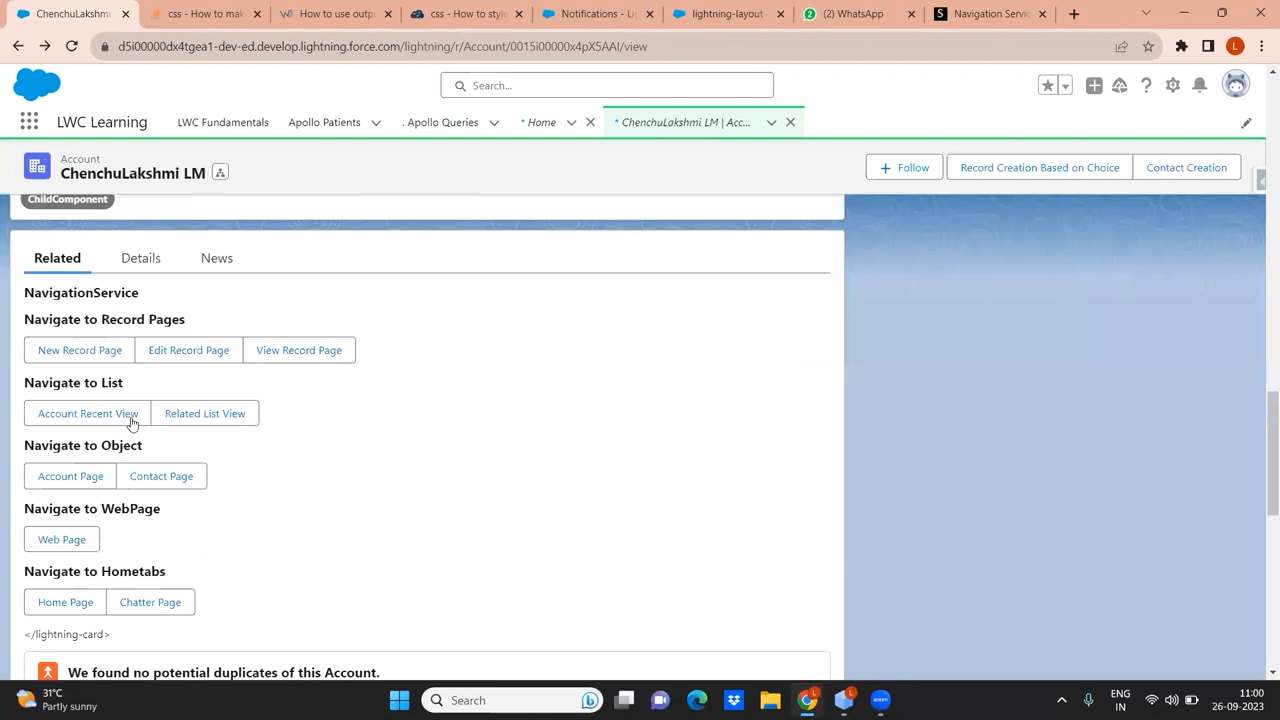 ChenchuLakshmi LM
css - How to mak
How to use outp
css - How to style
Notifications - Lig
lightning-layout
(2) WhatsApp
Navigation Servic
d5i00000dx4tgea1-dev-ed.develop.lightning.force.com/lightning/r/Account/0015i00000x4pX5AAI/view
Search...
LWC Learning
LWC Fundamentals
Apollo Patients
. Apollo Queries
* Home
* ChenchuLakshmi LM | Acc...
Account
ChenchuLakshmi LM
Follow
Record Creation Based on Choice
Contact Creation
ChildComponent
Related
Details
News
NavigationService
Navigate to Record Pages
New Record Page
Edit Record Page
View Record Page
Navigate to List
Account Recent View
Related List View
Navigate to Object
Account Page
Contact Page
Navigate to WebPage
Web Page
Navigate to Hometabs
Home Page
Chatter Page
</lightning-card>
We found no potential duplicates of this Account.
31°C
Partly sunny
Search
ENG
IN
11:00
26-09-2023